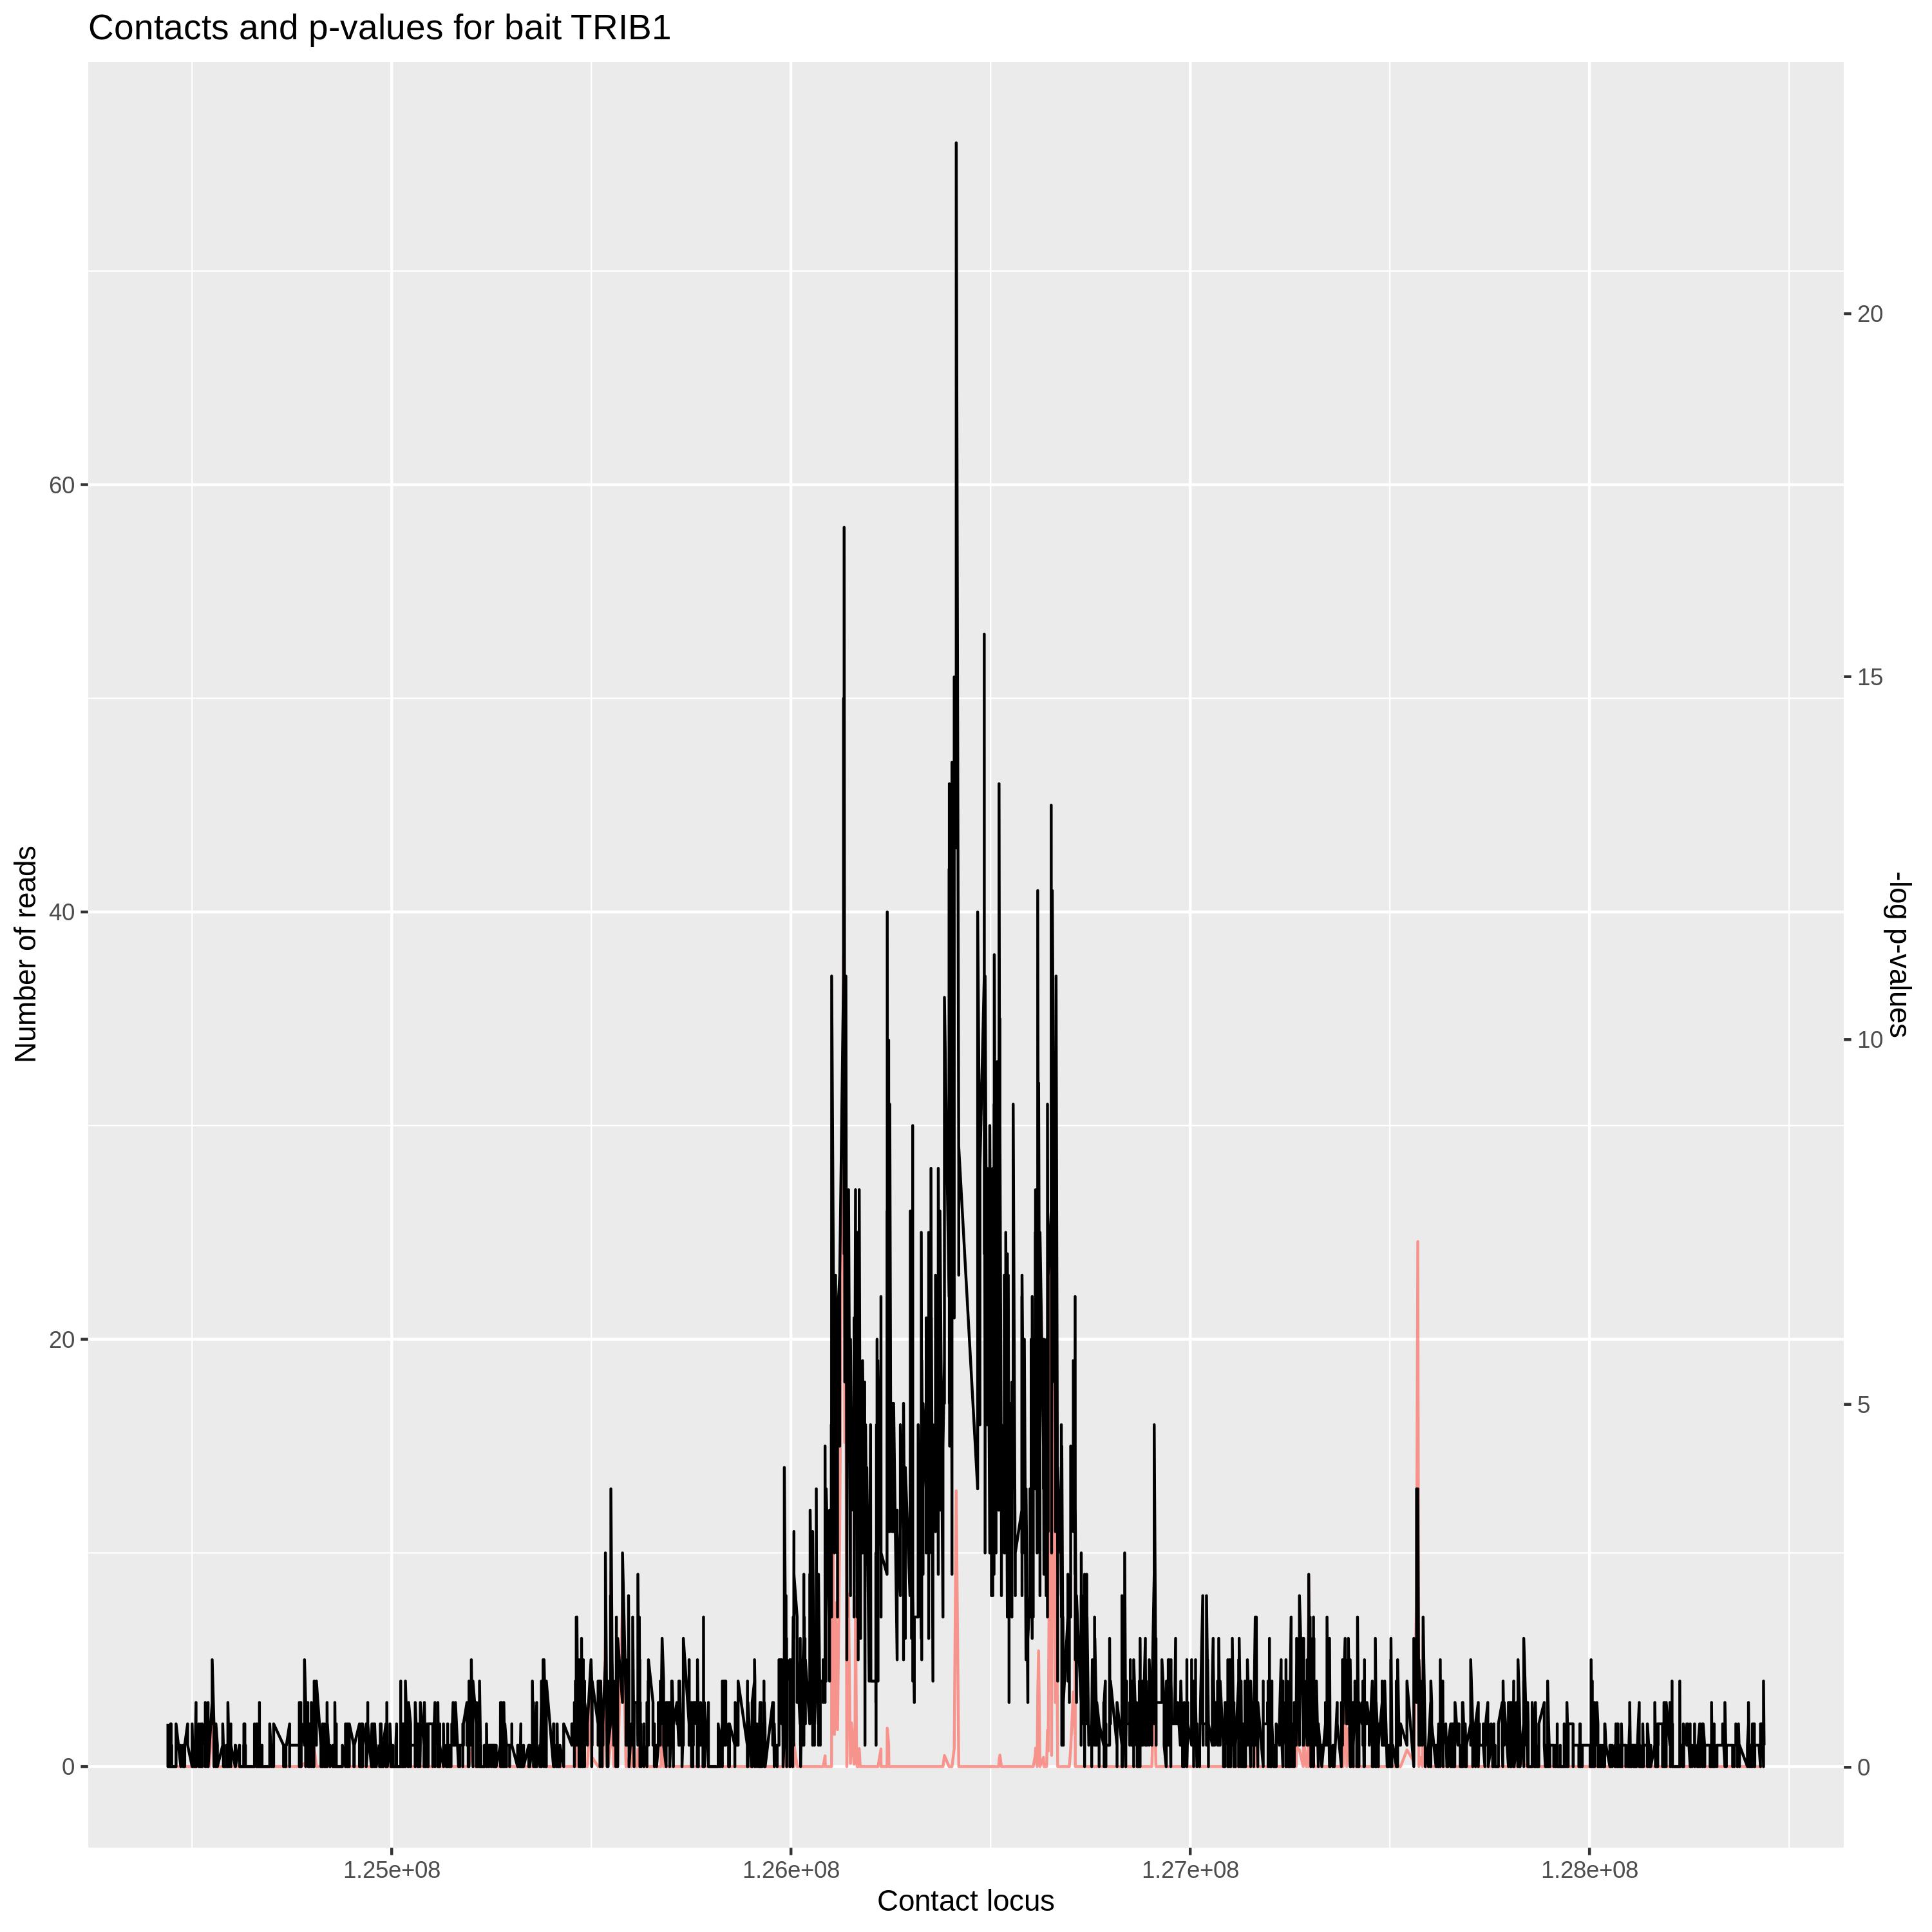 Contacts and p-values for bait TRIB1
Number of reads
60
40
20
0
20
15
10
5
0
-log p-values
1.25e+08
1.26e+08
1.27e+08
1.28e+08
Contact locus